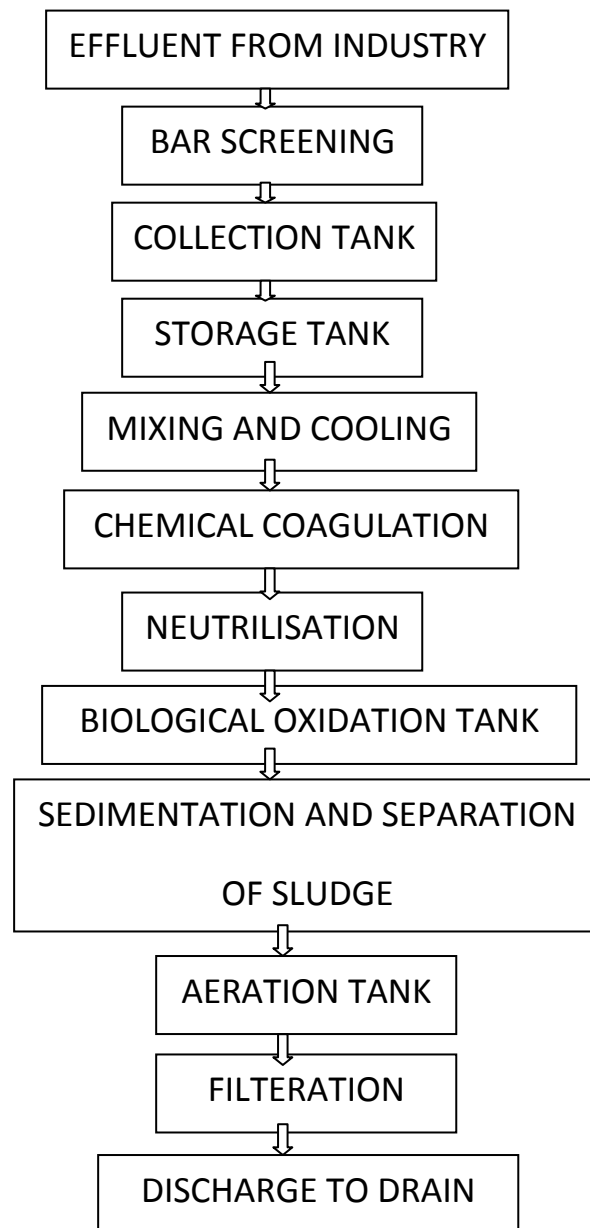 EFFLUENT FROM INDUSTRY
BAR SCREENING
COLLECTION TANK
STORAGE TANK
MIXING AND COOLING
CHEMICAL COAGULATION
NEUTRILISATION
BIOLOGICAL OXIDATION TANK
SEDIMENTATION AND SEPARATION
OF SLUDGE
AERATION TANK
FILTERATION
DISCHARGE TO DRAIN